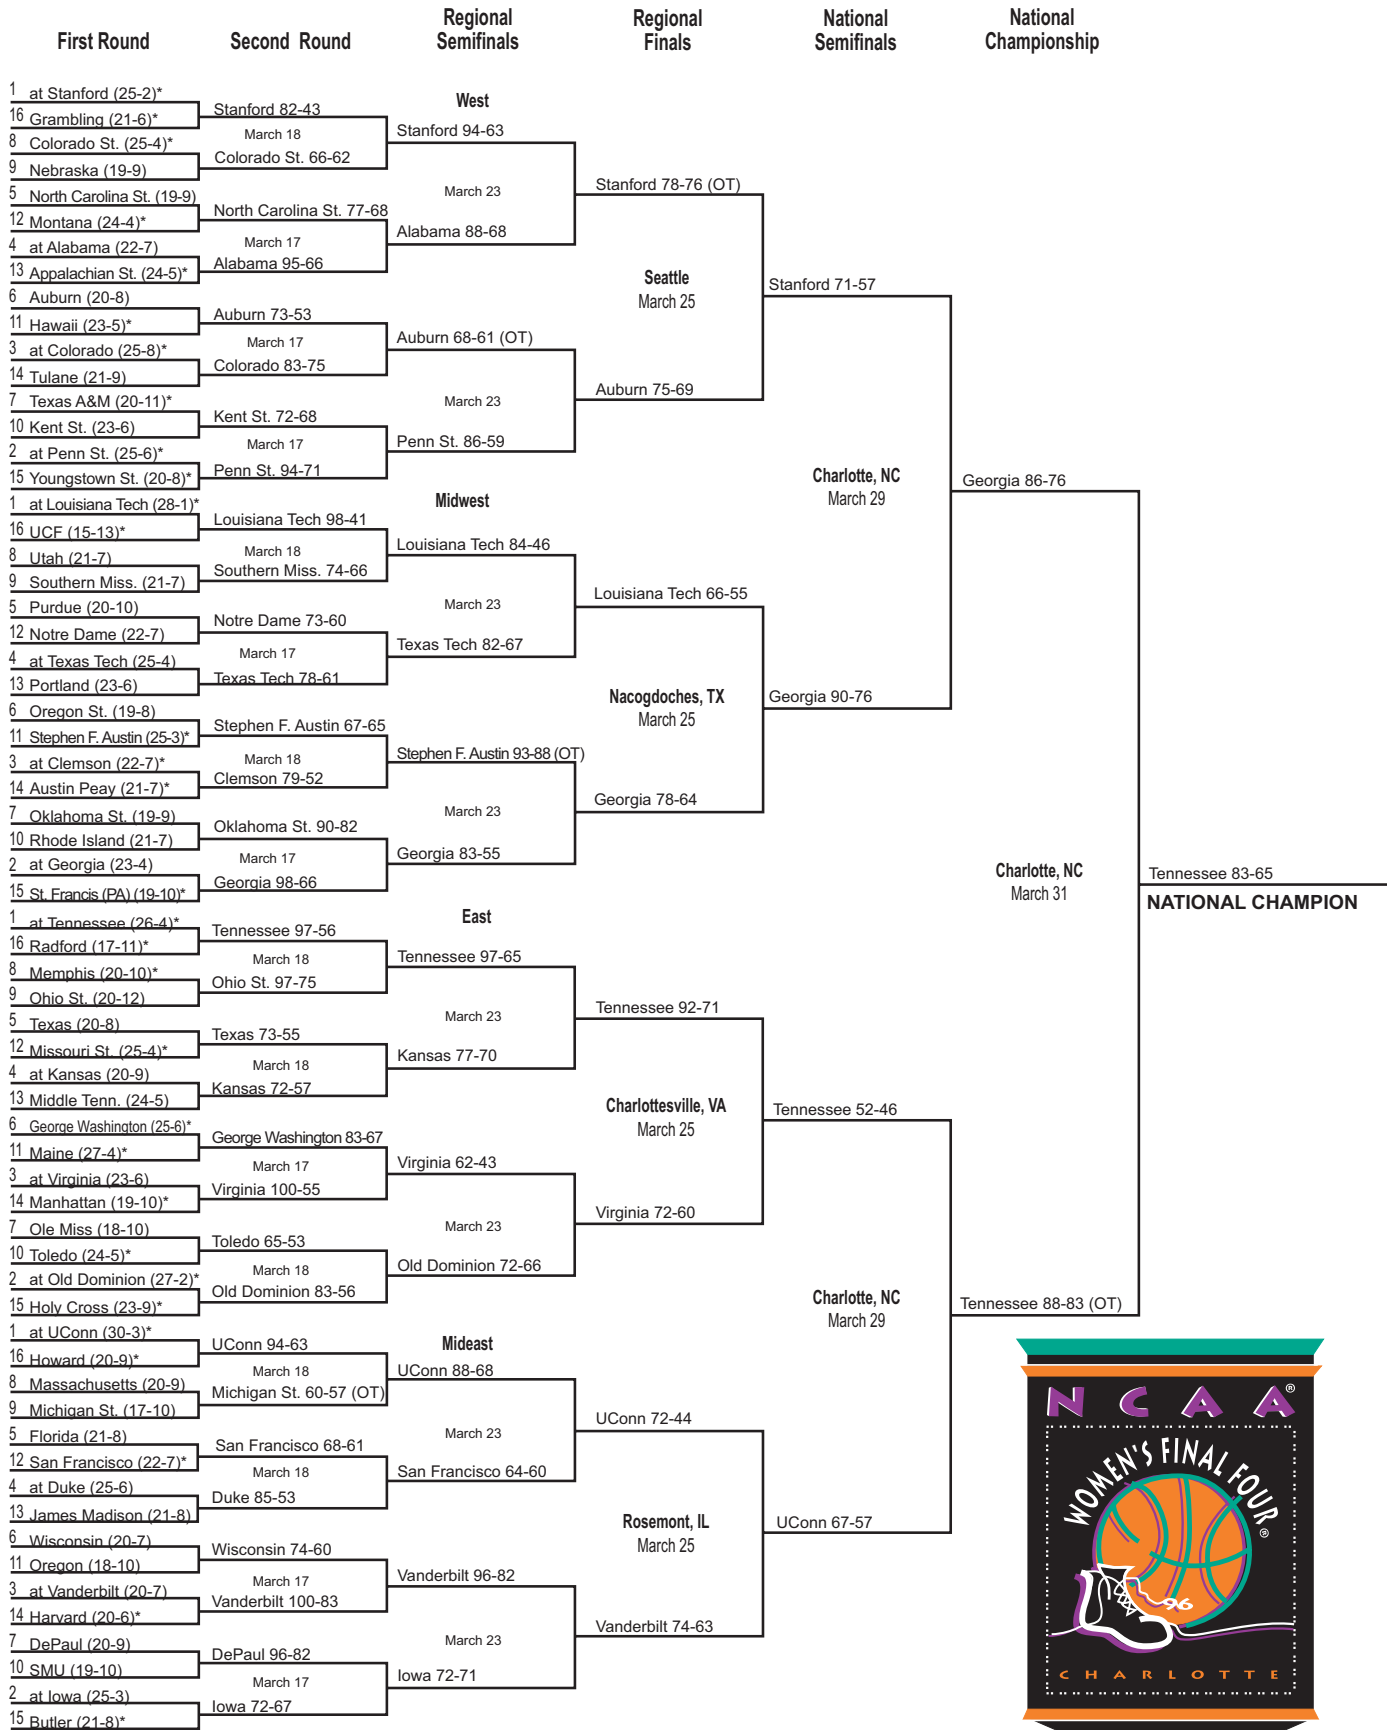 First Round
Second Round
Regional
Semifinals
Regional
Finals
National
Semifinals
National
Championship
1 at Stanford (25-2)*
16 Grambling (21-6)*
8 Colorado St. (25-4)*
9 Nebraska (19-9)
5 North Carolina St. (19-9)
12 Montana (24-4)*
4 at Alabama (22-7)
13 Appalachian St. (24-5)*
6 Auburn (20-8)
11 Hawaii (23-5)*
3 at Colorado (25-8)*
14 Tulane (21-9)
7 Texas A&M (20-11)*
10 Kent St. (23-6)
2 at Penn St. (25-6)*
15 Youngstown St. (20-8)*
1 at Louisiana Tech (28-1)*
16 UCF (15-13)*
8 Utah (21-7)
9 Southern Miss. (21-7)
5 Purdue (20-10)
12 Notre Dame (22-7)
4 at Texas Tech (25-4)
13 Portland (23-6)
6 Oregon St. (19-8)
11 Stephen F. Austin (25-3)*
3 at Clemson (22-7)*
14 Austin Peay (21-7)*
7 Oklahoma St. (19-9)
10 Rhode Island (21-7)
2 at Georgia (23-4)
15 St. Francis (PA) (19-10)*
1 at Tennessee (26-4)*
16 Radford (17-11)*
8 Memphis (20-10)*
9 Ohio St. (20-12)
5 Texas (20-8)
12 Missouri St. (25-4)*
4 at Kansas (20-9)
13 Middle Tenn. (24-5)
6 George Washington (25-6)*
11 Maine (27-4)*
3 at Virginia (23-6)
14 Manhattan (19-10)*
7 Ole Miss (18-10)
10 Toledo (24-5)*
2 at Old Dominion (27-2)*
15 Holy Cross (23-9)*
1 at UConn (30-3)*
16 Howard (20-9)*
8 Massachusetts (20-9)
9 Michigan St. (17-10)
5 Florida (21-8)
12 San Francisco (22-7)*
4 at Duke (25-6)
13 James Madison (21-8)
6 Wisconsin (20-7)
11 Oregon (18-10)
3 at Vanderbilt (20-7)
14 Harvard (20-6)*
7 DePaul (20-9)
10 SMU (19-10)
2 at Iowa (25-3)
15 Butler (21-8)*
Stanford 82-43
March 18
Colorado St. 66-62
North Carolina St. 77-68
March 17
Alabama 95-66
Auburn 73-53
March 17
Colorado 83-75
Kent St. 72-68
March 17
Penn St. 94-71
Louisiana Tech 98-41
March 18
Southern Miss. 74-66
Notre Dame 73-60
March 17
Texas Tech 78-61
Stephen F. Austin 67-65
March 18
Clemson 79-52
Oklahoma St. 90-82
March 17
Georgia 98-66
Tennessee 97-56
March 18
Ohio St. 97-75
Texas 73-55
March 18
Kansas 72-57
George Washington 83-67
March 17
Virginia 100-55
Toledo 65-53
March 18
Old Dominion 83-56
UConn 94-63
March 18
Michigan St. 60-57 (OT)
San Francisco 68-61
March 18
Duke 85-53
Wisconsin 74-60
March 17
Vanderbilt 100-83
DePaul 96-82
March 17
Iowa 72-67
West
Stanford 94-63
March 23
Alabama 88-68
Auburn 68-61 (OT)
March 23
Penn St. 86-59
Midwest
Louisiana Tech 84-46
March 23
Texas Tech 82-67
Stephen F. Austin 93-88 (OT)
March 23
Georgia 83-55
East
Tennessee 97-65
March 23
Kansas 77-70
Virginia 62-43
March 23
Old Dominion 72-66
Mideast
UConn 88-68
March 23
San Francisco 64-60
Vanderbilt 96-82
March 23
Iowa 72-71
Stanford 78-76 (OT)
Seattle
March 25
Auburn 75-69
Louisiana Tech 66-55
Nacogdoches, TX
March 25
Georgia 78-64
Tennessee 92-71
Charlottesville, VA
March 25
Virginia 72-60
UConn 72-44
Rosemont, IL
March 25
Vanderbilt 74-63
Stanford 71-57
Charlotte, NC
March 29
Georgia 90-76
Tennessee 52-46
Charlotte, NC
March 29
UConn 67-57
Georgia 86-76
Charlotte, NC
March 31
Tennessee 88-83 (OT)
Tennessee 83-65
NATIONAL CHAMPION
NCAA®
WOMEN'S FINAL FOUR®
96
CHARLOTTE